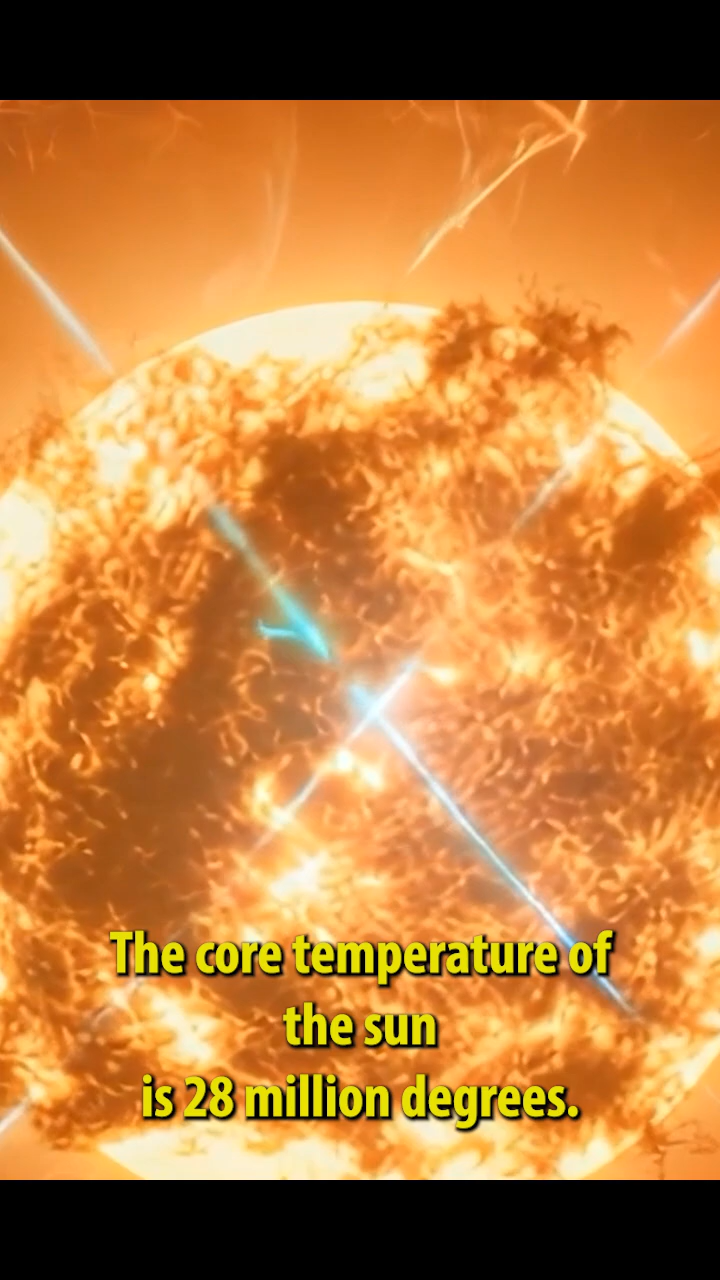 The core temperature of
the sun
is 28 million degrees.